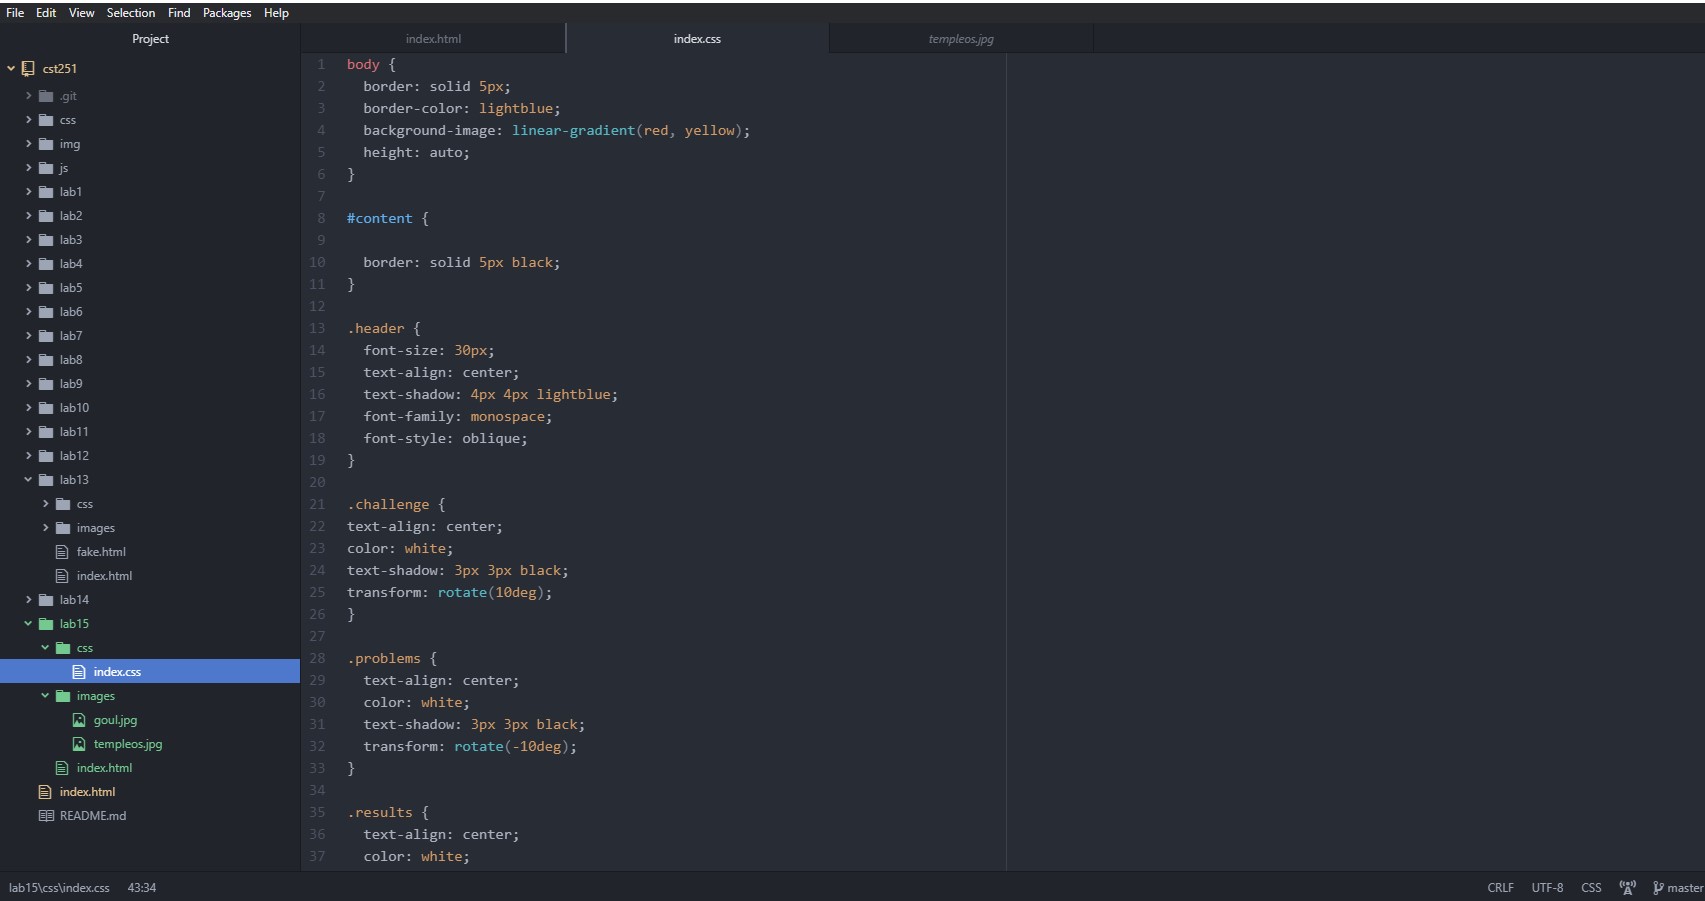 File Edit View Selection Find Packages Help
Project
cst251
.git
css
img
js
lab1
lab2
lab3
lab4
lab5
lab6
lab7
lab8
lab9
lab10
lab11
lab12
lab13
css
images
fake.html
index.html
lab14
lab15
css
index.css
images
goul.jpg
templeos.jpg
index.html
index.html
README.md
index.html index.css templeos.jpg
1 body {
2 border: solid 5px;
3 border-color: lightblue;
4 background-image: linear-gradient(red, yellow);
5 height: auto;
6 }
7
8 #content {
9
10 border: solid 5px black;
11 }
12
13 .header {
14 font-size: 30px;
15 text-align: center;
16 text-shadow: 4px 4px lightblue;
17 font-family: monospace;
18 font-style: oblique;
19 }
20
21 .challenge {
22 text-align: center;
23 color: white;
24 text-shadow: 3px 3px black;
25 transform: rotate(10deg);
26 }
27
28 .problems {
29 text-align: center;
30 color: white;
31 text-shadow: 3px 3px black;
32 transform: rotate(-10deg);
33 }
34
35 .results {
36 text-align: center;
37 color: white;
lab15\css\index.css 43:34 CRLF UTF-8 CSS master